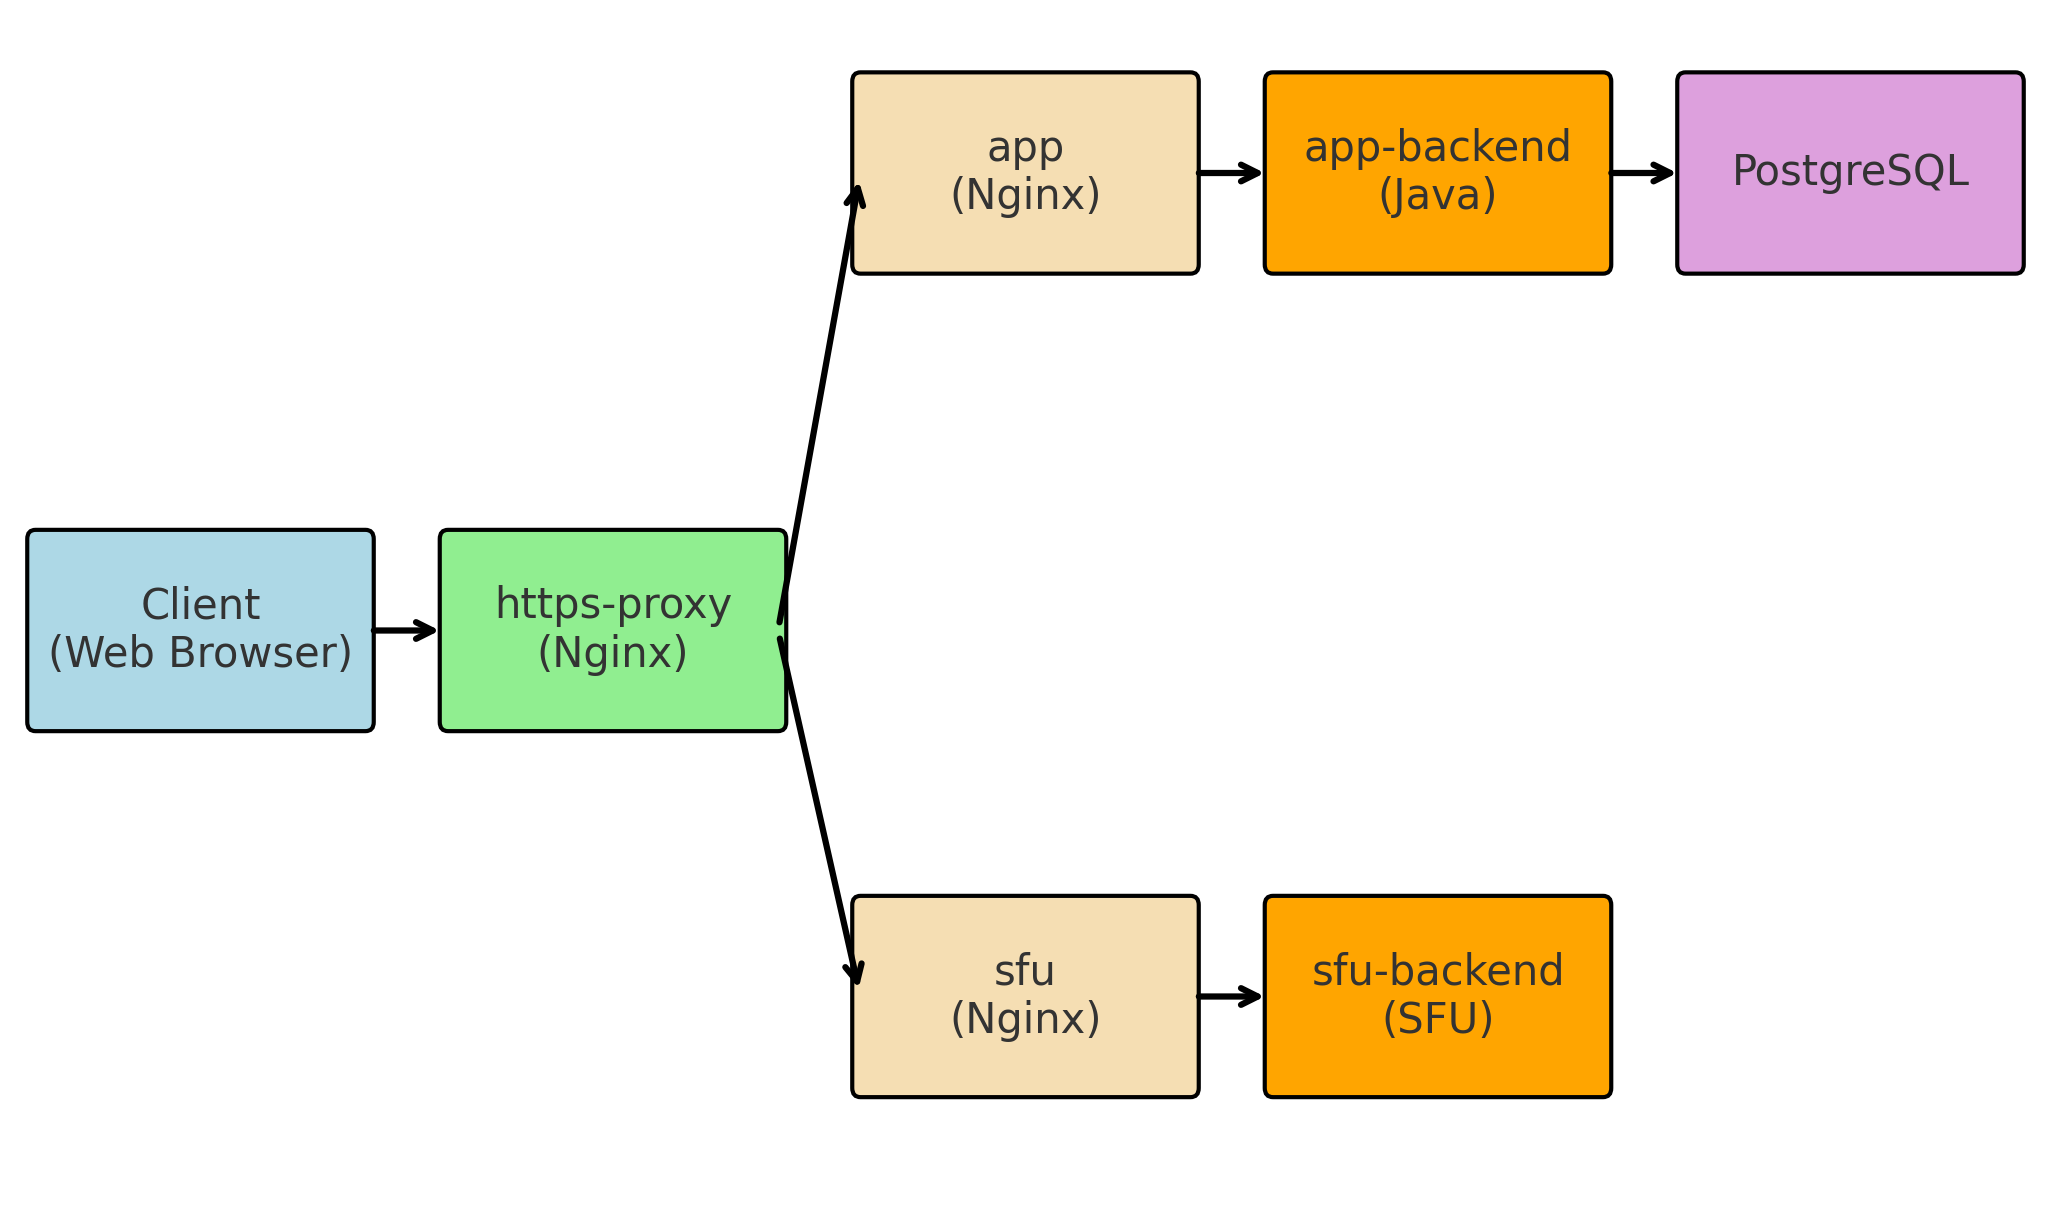 app
(Nginx)
app-backend
(Java)
PostgreSQL
Client
(Web Browser)
https-proxy
(Nginx)
sfu
(Nginx)
sfu-backend
(SFU)